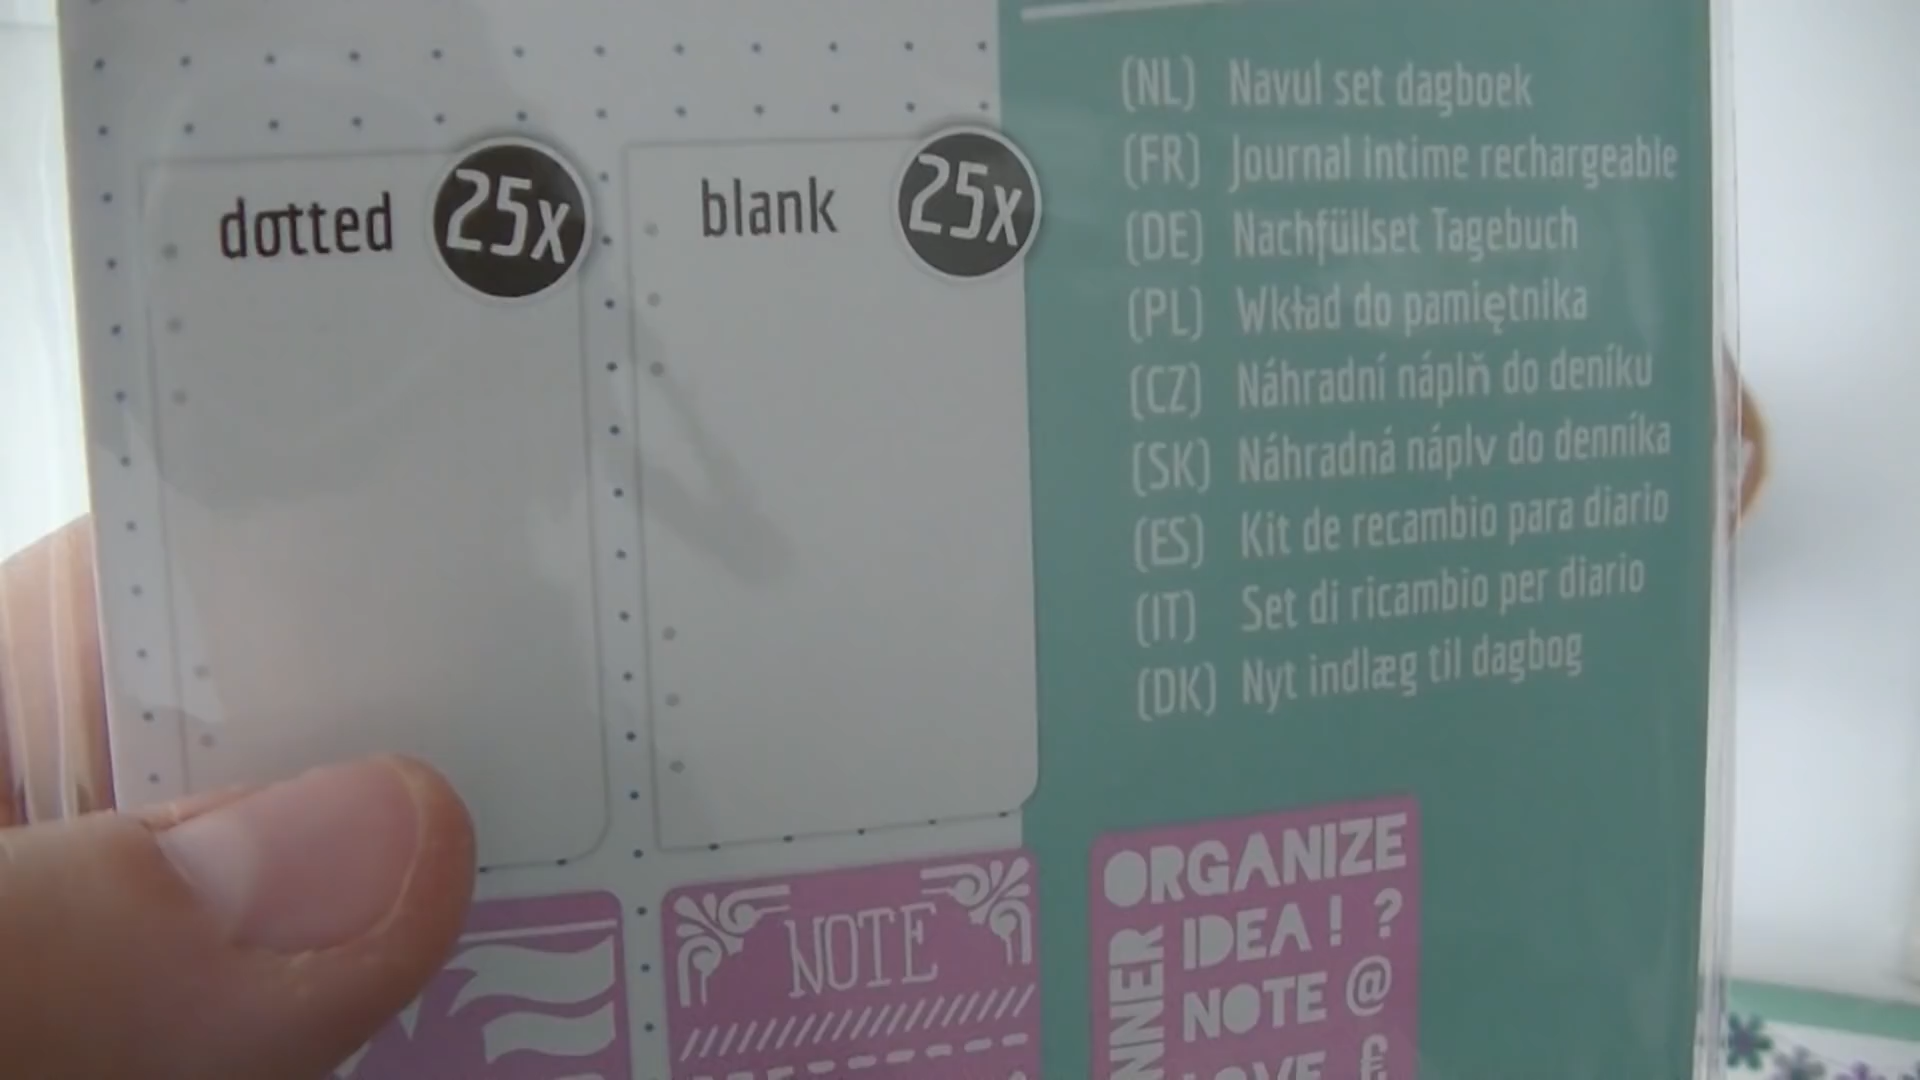 dotted 25x
blank 25x
(NL) Navul set dagboek
(FR) Journal intime rechargeable
(DE) Nachfüllset Tagebuch
(PL) Wkład do pamiętnika
(CZ) Náhradní náplň do deníku
(SK) Náhradná náplv do denníka
(ES) Kit de recambio para diario
(IT) Set di ricambio per diario
(DK) Nyt indlæg til dagbog
NOTE
ORGANIZE
IDEA ! ?
NOTE @